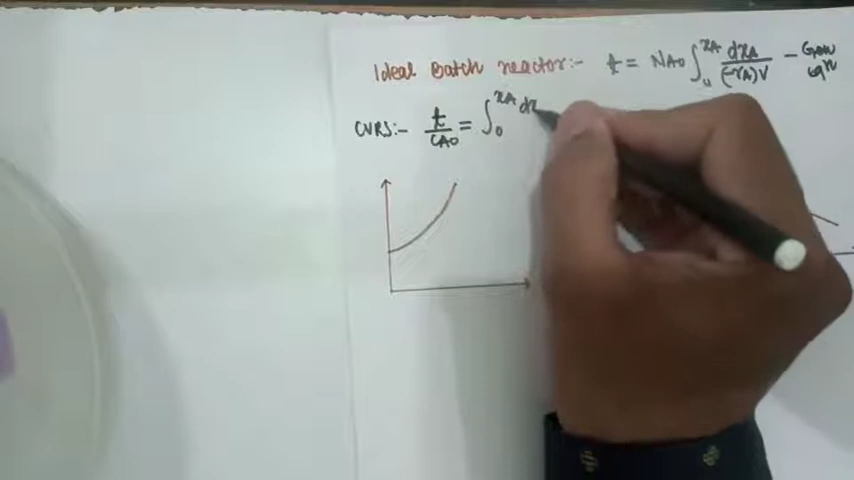 Ideal Batch reactor:- t = NA0 ∫₀^XA dXA/(-rA)V - Gen eqn
CVRS:- t/CA0 = ∫₀^XA dX